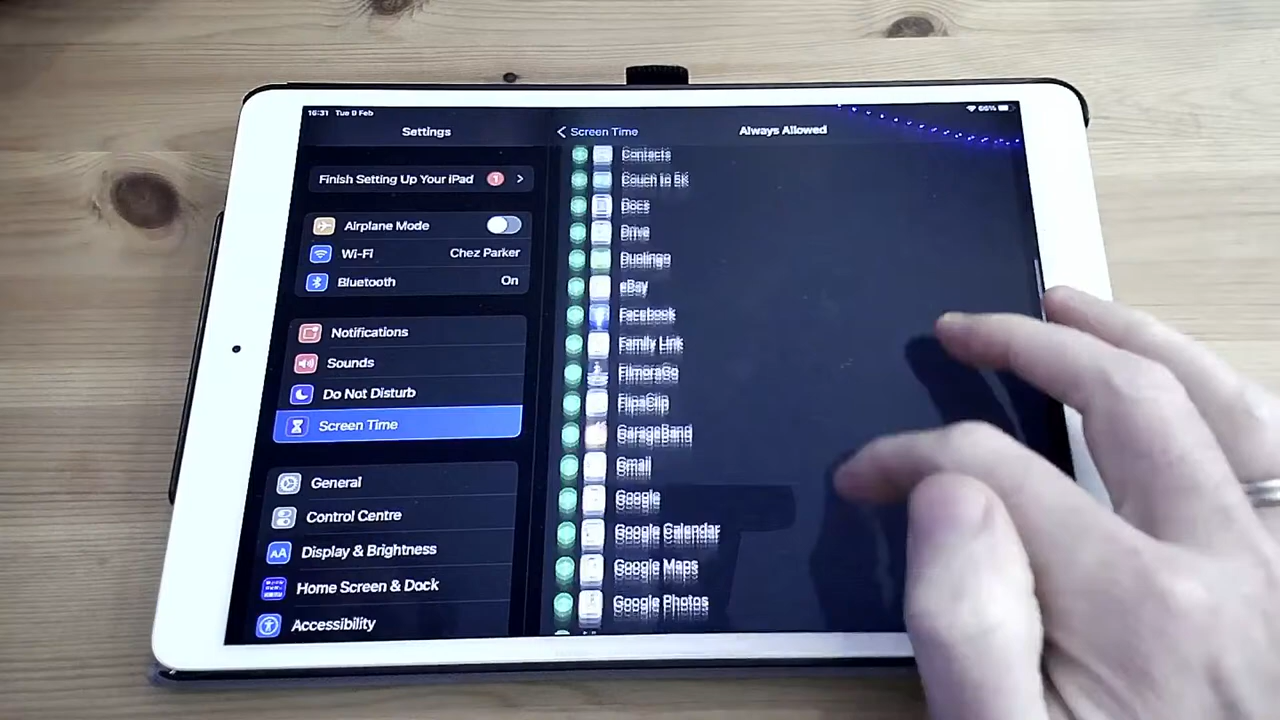 16:31 Tue 9 Feb
66%
Settings
Screen Time
Always Allowed
Finish Setting Up Your iPad 1
Airplane Mode
Wi-Fi Chez Parker
Bluetooth On
Notifications
Sounds
Do Not Disturb
Screen Time
General
Control Centre
AA Display & Brightness
Home Screen & Dock
Accessibility
Contacts
Couch to 5K
Docs
Drive
Duolingo
eBay
Facebook
Family Link
FilmoraGo
FlipaClip
GarageBand
Gmail
Google
Google Calendar
Google Maps
Google Photos